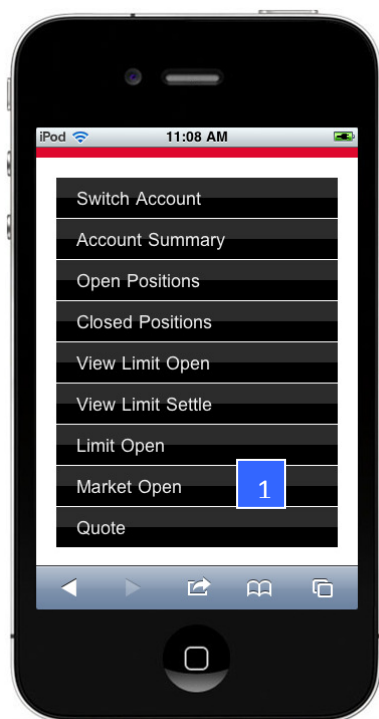 iPod 11:08 AM
Switch Account
Account Summary
Open Positions
Closed Positions
View Limit Open
View Limit Settle
Limit Open
Market Open 1
Quote